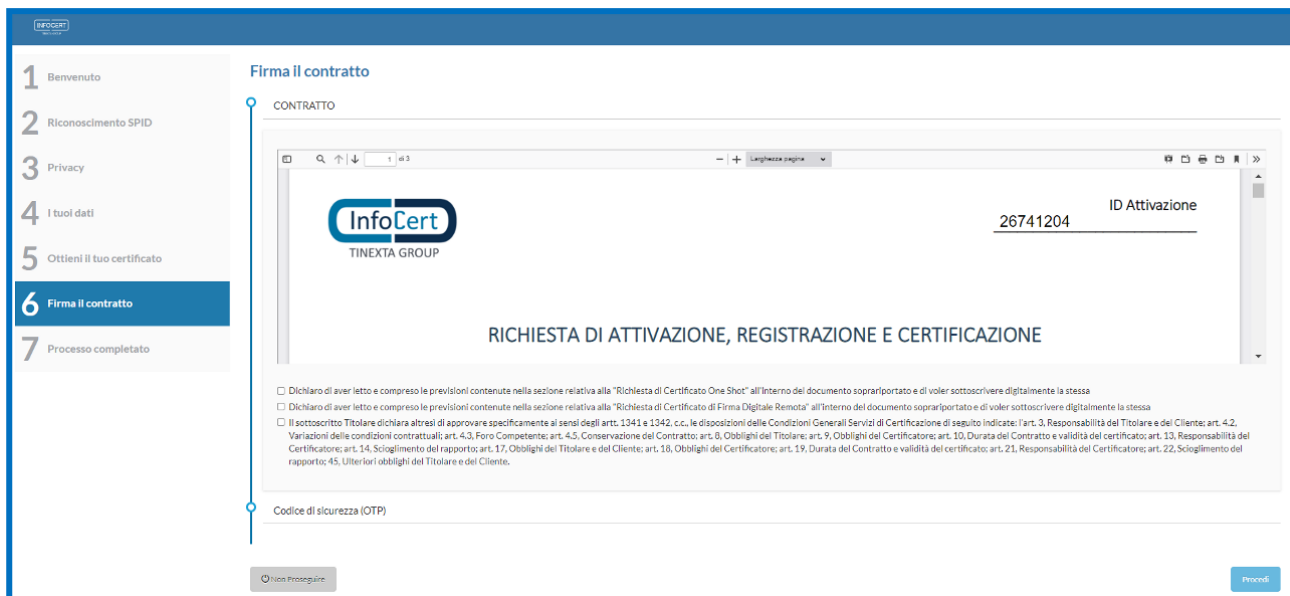 INFOCERT
1 Benvenuto
2 Riconoscimento SPID
3 Privacy
4 I tuoi dati
5 Ottieni il tuo certificato
6 Firma il contratto
7 Processo completato
Firma il contratto
CONTRATTO
1 di 3
Larghezza pagina
InfoCert
TINEXTA GROUP
ID Attivazione
26741204
RICHIESTA DI ATTIVAZIONE, REGISTRAZIONE E CERTIFICAZIONE
Dichiaro di aver letto e compreso le previsioni contenute nella sezione relativa alla "Richiesta di Certificato One Shot" all'interno del documento soprariportato e di voler sottoscrivere digitalmente la stessa
Dichiaro di aver letto e compreso le previsioni contenute nella sezione relativa alla "Richiesta di Certificato di Firma Digitale Remota" all'interno del documento soprariportato e di voler sottoscrivere digitalmente la stessa
Il sottoscritto Titolare dichiara altresì di approvare specificamente ai sensi degli artt. 1341 e 1342, c.c., le disposizioni delle Condizioni Generali Servizi di Certificazione di seguito indicate: l'art. 3, Responsabilità del Titolare e del Cliente; art. 4.2,
Variazioni delle condizioni contrattuali; art. 4.3, Foro Competente; art. 4.5, Conservazione del Contratto; art. 8, Obblighi del Titolare; art. 9, Obblighi del Certificatore; art. 10, Durata del Contratto e validità del certificato; art. 13, Responsabilità del
Certificatore; art. 14, Scioglimento del rapporto; art. 17, Obblighi del Titolare e del Cliente; art. 18, Obblighi del Certificatore; art. 19, Durata del Contratto e validità del certificato; art. 21, Responsabilità del Certificatore; art. 22, Scioglimento del
rapporto; 45, Ulteriori obblighi del Titolare e del Cliente.
Codice di sicurezza (OTP)
Non Proseguire
Procedi